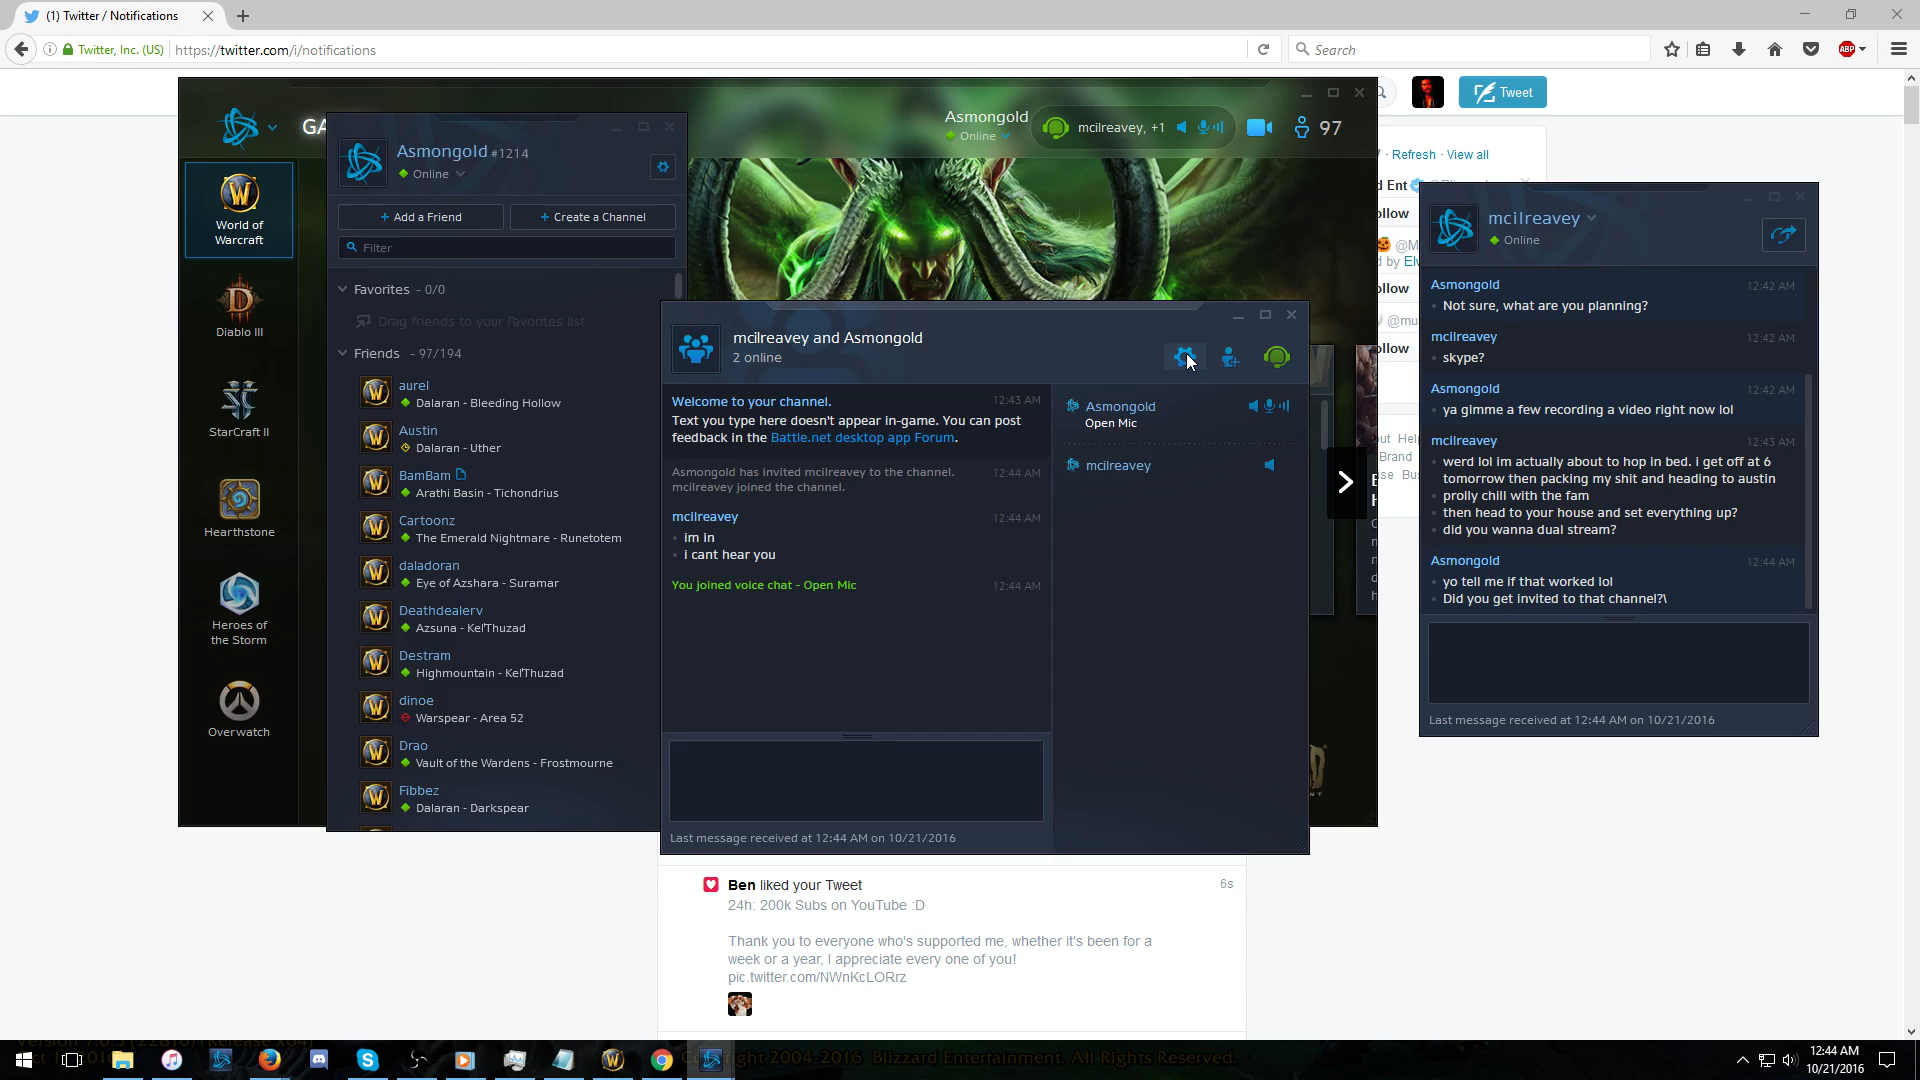 (1) Twitter / Notifications
Twitter, Inc. (US)
https://twitter.com/i/notifications
Search
Tweet
GA
Asmongold
Online
mcilreavey, +1
97
World of
Warcraft
Diablo III
StarCraft II
Hearthstone
Heroes of
the Storm
Overwatch
Asmongold #1214
Online
+ Add a Friend
+ Create a Channel
Filter
Favorites - 0/0
Drag friends to your Favorites list
Friends - 97/194
aurel
Dalaran - Bleeding Hollow
Austin
Dalaran - Uther
BamBam
Arathi Basin - Tichondrius
Cartoonz
The Emerald Nightmare - Runetotem
daladoran
Eye of Azshara - Suramar
Deathdealerv
Azsuna - Kel'Thuzad
Destram
Highmountain - Kel'Thuzad
dinoe
Warspear - Area 52
Drao
Vault of the Wardens - Frostmourne
Fibbez
Dalaran - Darkspear
mcilreavey and Asmongold
2 online
Welcome to your channel. 12:43 AM
Text you type here doesn't appear in-game. You can post
feedback in the Battle.net desktop app Forum.
Asmongold has invited mcilreavey to the channel. 12:44 AM
mcilreavey joined the channel.
mcilreavey 12:44 AM
im in
i cant hear you
You joined voice chat - Open Mic 12:44 AM
Last message received at 12:44 AM on 10/21/2016
Asmongold
Open Mic
mcilreavey
· Refresh · View all
d Ent
ollow
@M
d by El
ollow
@mu
ollow
mcilreavey
Online
Asmongold 12:42 AM
Not sure, what are you planning?
mcilreavey 12:42 AM
skype?
Asmongold 12:42 AM
ya gimme a few recording a video right now lol
mcilreavey 12:43 AM
werd lol im actually about to hop in bed. i get off at 6
tomorrow then packing my shit and heading to austin
prolly chill with the fam
then head to your house and set everything up?
did you wanna dual stream?
Asmongold 12:44 AM
yo tell me if that worked lol
Did you get invited to that channel?\
Last message received at 12:44 AM on 10/21/2016
ut Help
Brand
ise Bus
Ben liked your Tweet 6s
24h: 200k Subs on YouTube :D
Thank you to everyone who's supported me, whether it's been for a
week or a year, I appreciate every one of you!
pic.twitter.com/NWnKcLORrz
2004-2016 Blizzard Entertainment. All Rights Reserved.
12:44 AM
10/21/2016